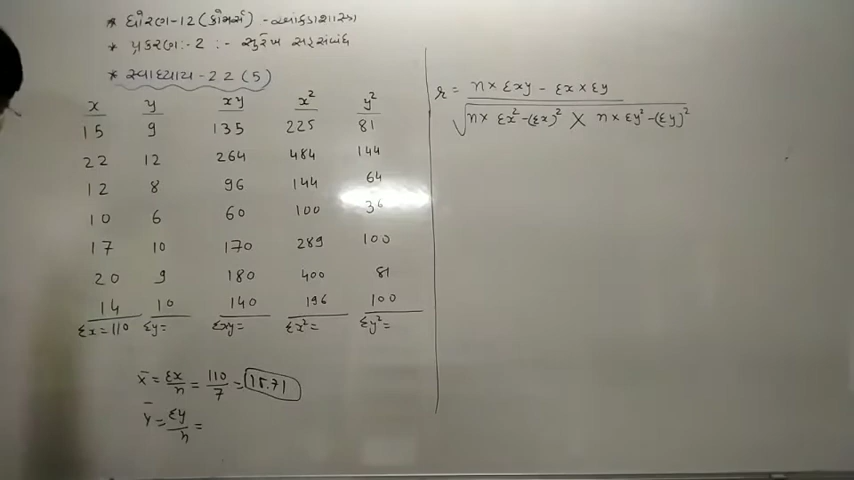 * ધોરણ-12 (કોમર્સ) - આંકડાશાસ્ત્ર
* પ્રકરણ:-2 :- સુરેખ સહસંબંધ
* સ્વાધ્યાય-2 2 (5)
x y xy x² y²
15 9 135 225 81
22 12 264 484 144
12 8 96 144 64
10 6 60 100 36
17 10 170 289 100
20 9 180 400 81
14 10 140 196 100
Σx=110 Σy= Σxy= Σx²= Σy²=
x̄ = Σx/n = 110/7 = 15.71
ȳ = Σy/n =
r = n × Σxy - Σx × Σy
√n × Σx² - (Σx)² × n × Σy² - (Σy)²